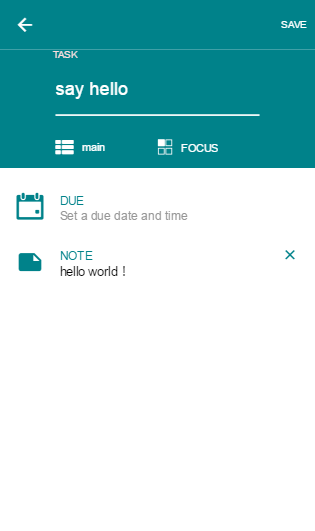 SAVE
TASK
say hello
main
FOCUS
DUE
Set a due date and time
NOTE
hello world !